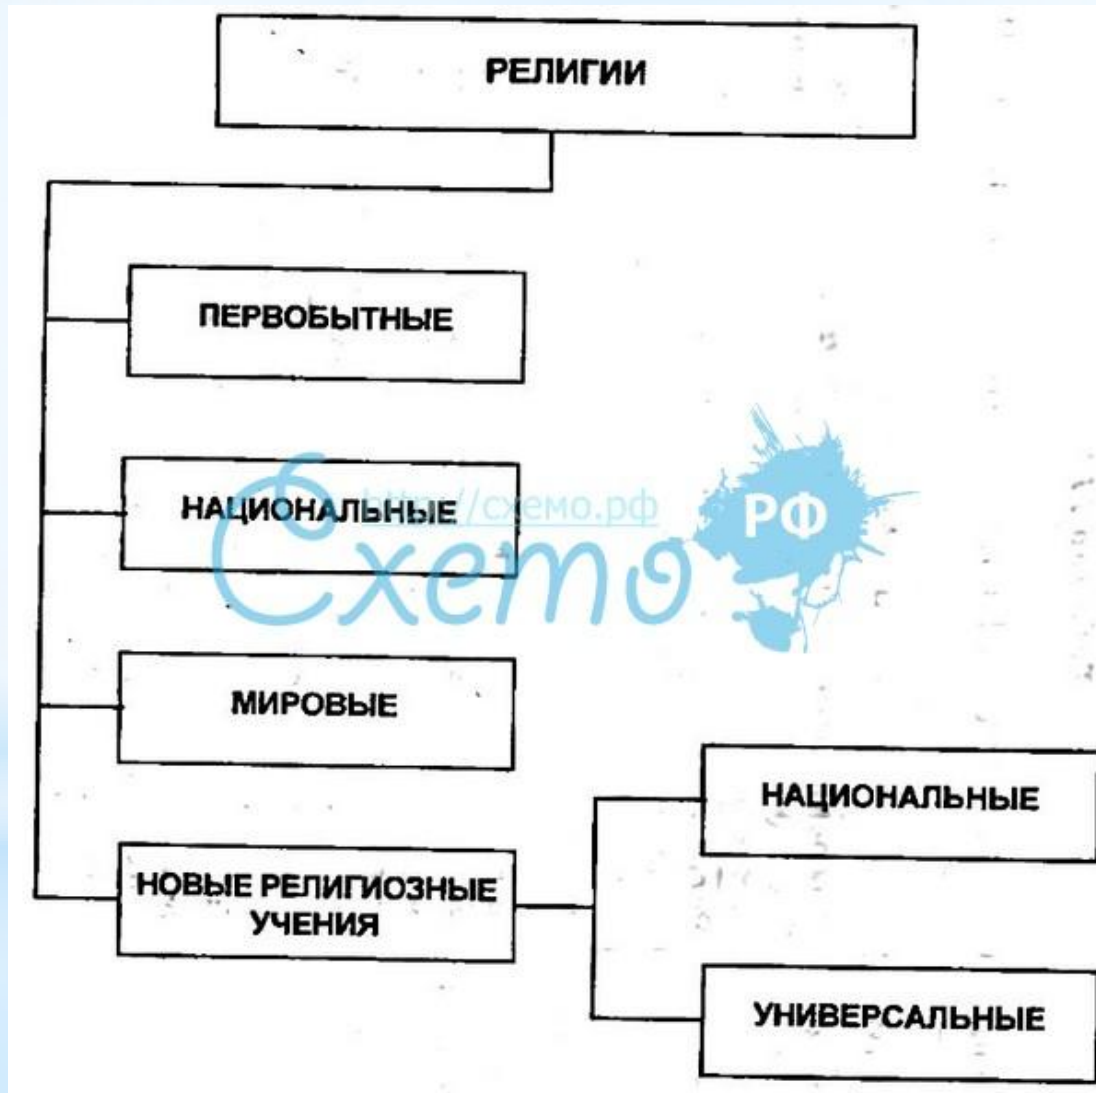 РЕЛИГИИ
ПЕРВОБЫТНЫЕ
НАЦИОНАЛЬНЫЕ
http://схемо.рф
Схемо
РФ
МИРОВЫЕ
НОВЫЕ РЕЛИГИОЗНЫЕ
УЧЕНИЯ
НАЦИОНАЛЬНЫЕ
УНИВЕРСАЛЬНЫЕ